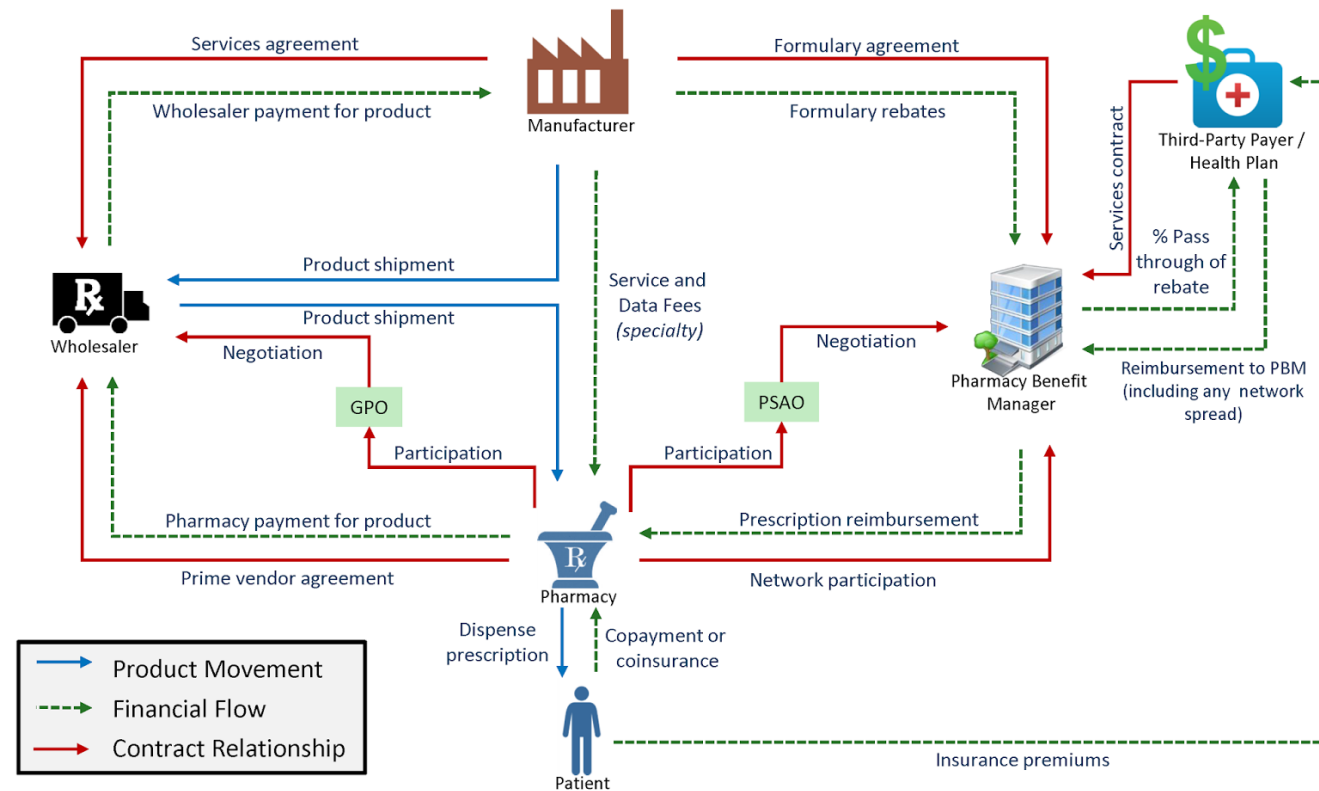 Services agreement
Formulary agreement
Wholesaler payment for product
Formulary rebates
Manufacturer
$
Third-Party Payer /
Health Plan
Services contract
% Pass
through of
rebate
Product shipment
Rx
Product shipment
Wholesaler
Service and
Data Fees
(specialty)
Negotiation
Negotiation
Pharmacy Benefit
Manager
Reimbursement to PBM
(including any network
spread)
GPO
PSAO
Participation
Participation
Pharmacy payment for product
Prescription reimbursement
Rx
Prime vendor agreement
Network participation
Pharmacy
Dispense
prescription
Copayment or
coinsurance
Product Movement
Financial Flow
Contract Relationship
Insurance premiums
Patient